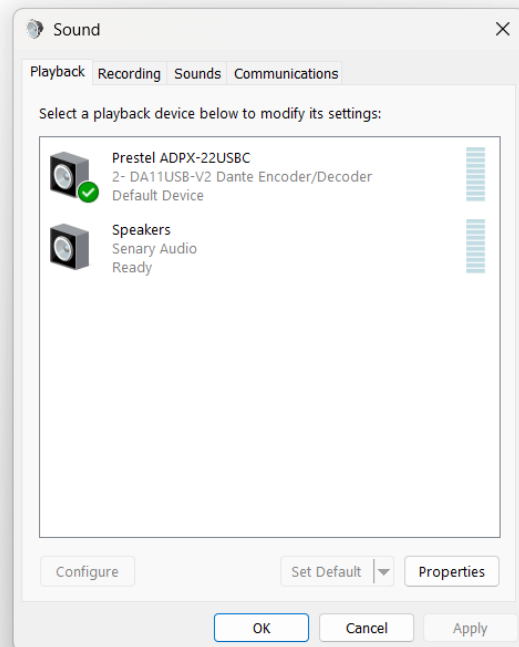 Sound
Playback Recording Sounds Communications
Select a playback device below to modify its settings:
Prestel ADPX-22USBC
2- DA11USB-V2 Dante Encoder/Decoder
Default Device
Speakers
Senary Audio
Ready
Configure Set Default Properties
OK Cancel Apply